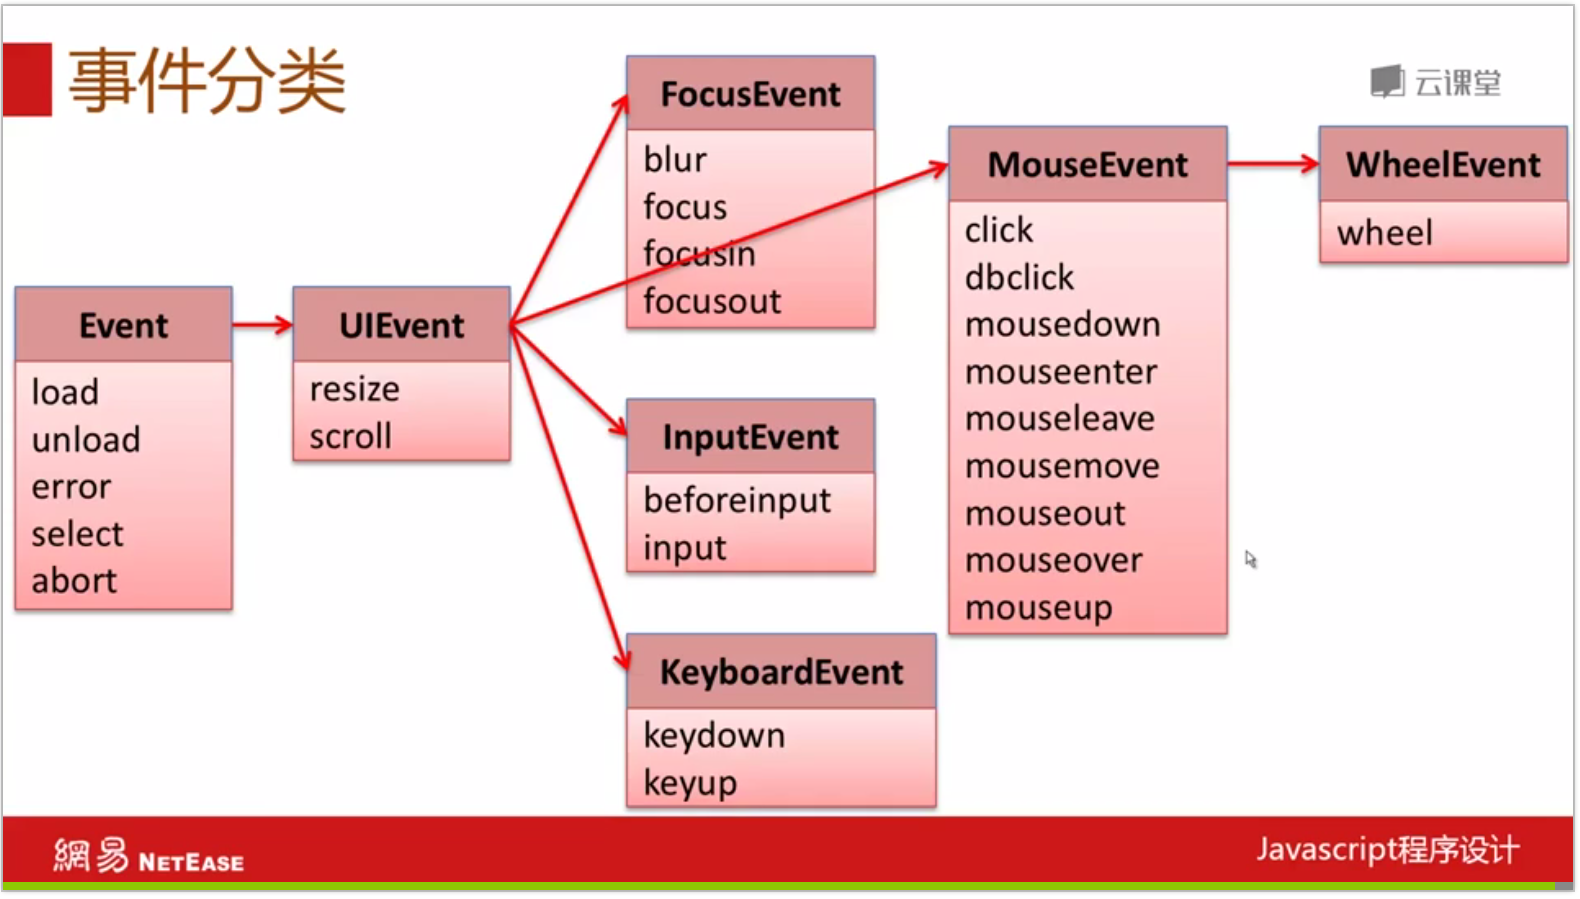 事件分类
云课堂
Event
load
unload
error
select
abort
UIEvent
resize
scroll
FocusEvent
blur
focus
focusin
focusout
InputEvent
beforeinput
input
KeyboardEvent
keydown
keyup
MouseEvent
click
dbclick
mousedown
mouseenter
mouseleave
mousemove
mouseout
mouseover
mouseup
WheelEvent
wheel
網易 NETEASE
Javascript程序设计